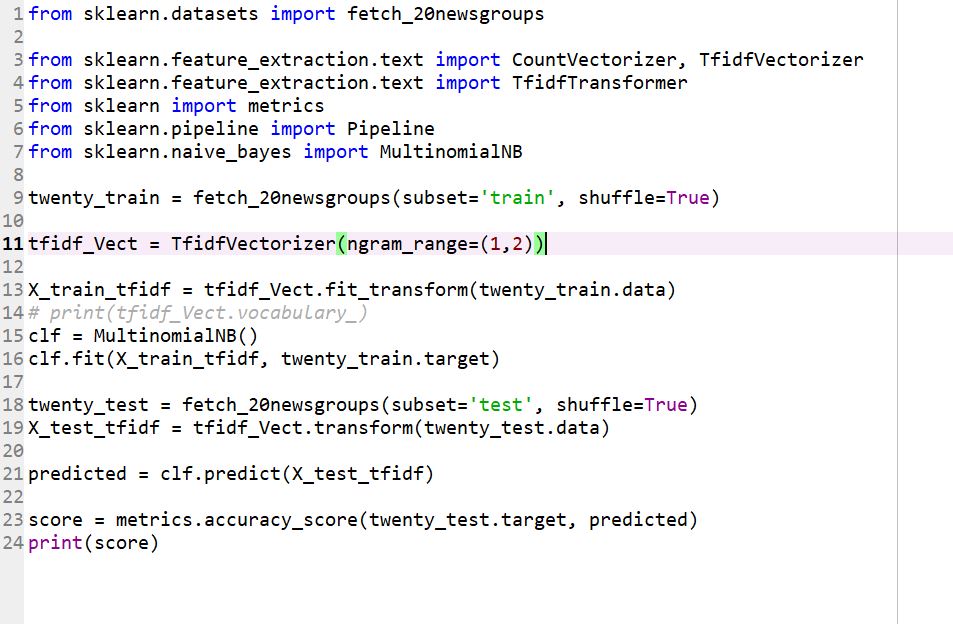 1 from sklearn.datasets import fetch_20newsgroups
2
3 from sklearn.feature_extraction.text import CountVectorizer, TfidfVectorizer
4 from sklearn.feature_extraction.text import TfidfTransformer
5 from sklearn import metrics
6 from sklearn.pipeline import Pipeline
7 from sklearn.naive_bayes import MultinomialNB
8
9 twenty_train = fetch_20newsgroups(subset='train', shuffle=True)
10
11 tfidf_Vect = TfidfVectorizer(ngram_range=(1,2))
12
13 X_train_tfidf = tfidf_Vect.fit_transform(twenty_train.data)
14 # print(tfidf_Vect.vocabulary_)
15 clf = MultinomialNB()
16 clf.fit(X_train_tfidf, twenty_train.target)
17
18 twenty_test = fetch_20newsgroups(subset='test', shuffle=True)
19 X_test_tfidf = tfidf_Vect.transform(twenty_test.data)
20
21 predicted = clf.predict(X_test_tfidf)
22
23 score = metrics.accuracy_score(twenty_test.target, predicted)
24 print(score)